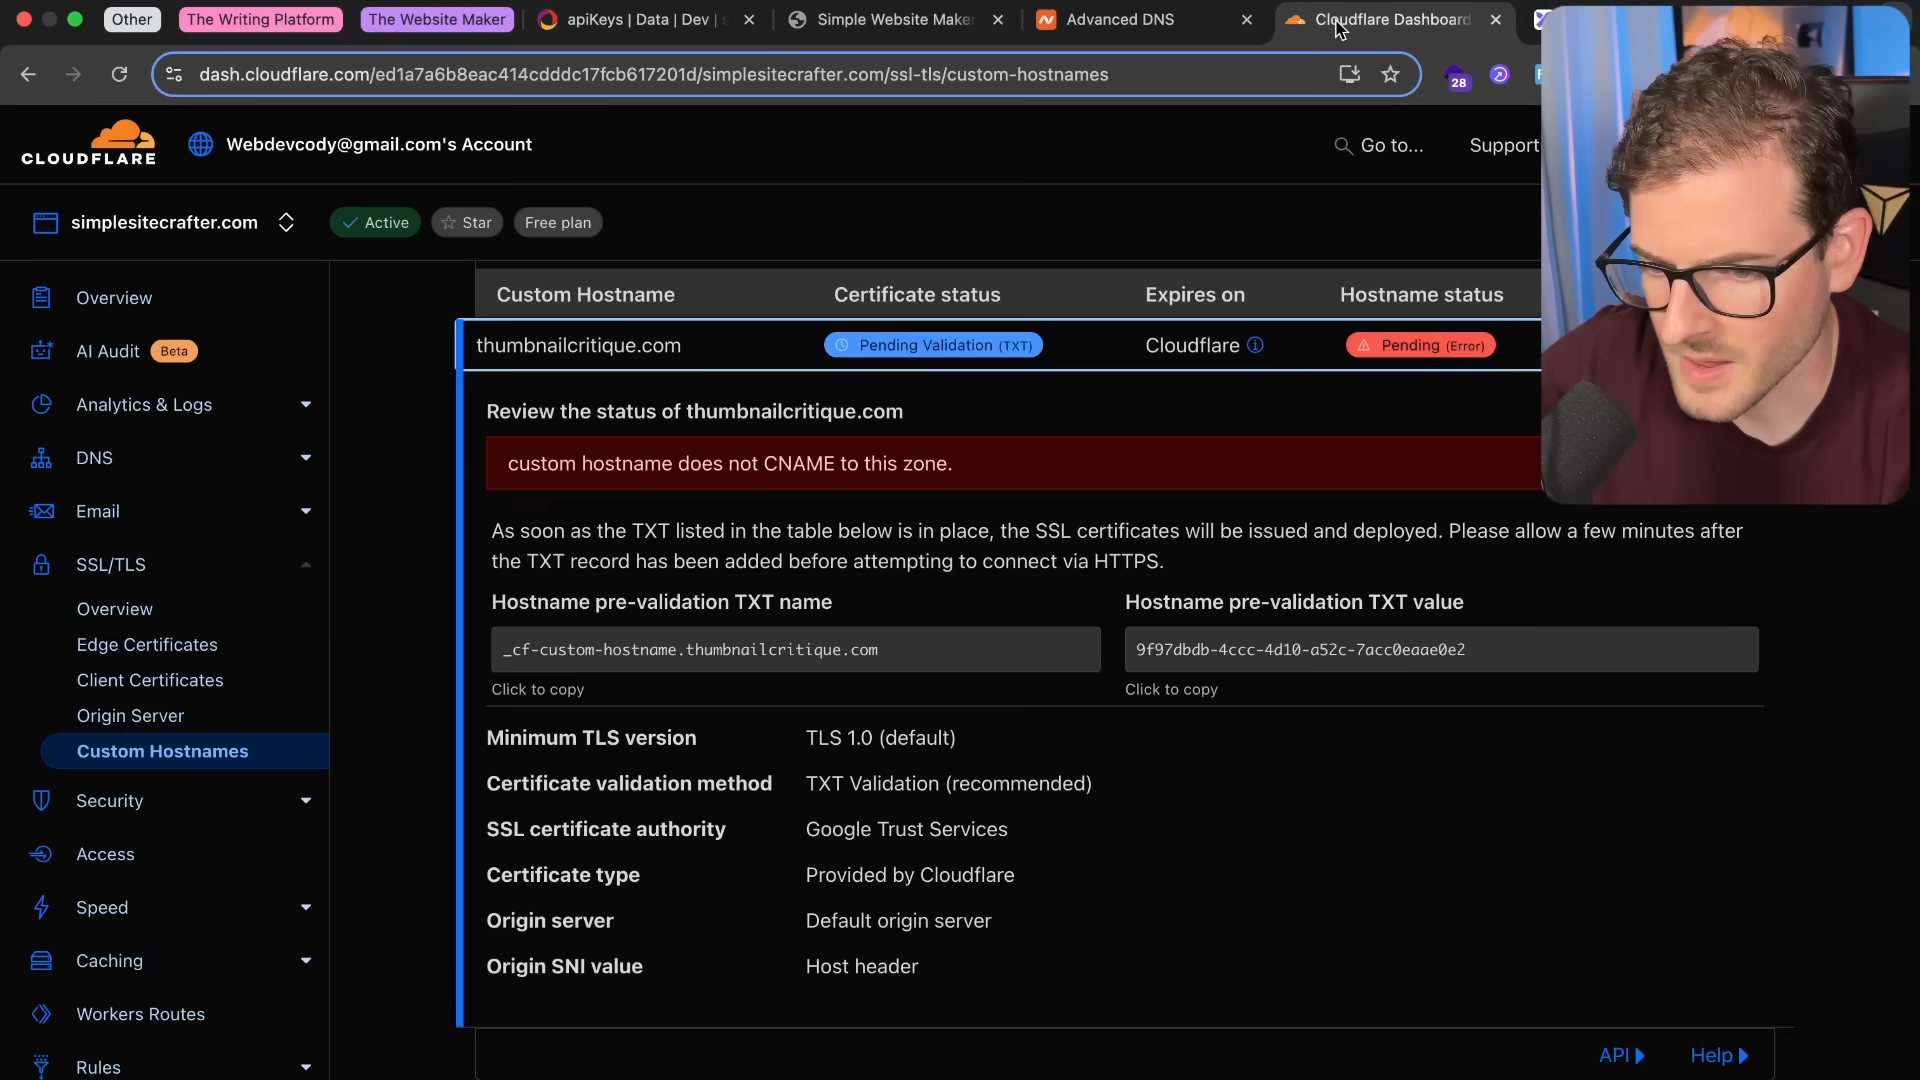 Other
The Writing Platform
The Website Maker
apiKeys | Data | Dev |
Simple Website Maker
Advanced DNS
Cloudflare Dashboard
dash.cloudflare.com/ed1a7a6b8eac414cdddc17fcb617201d/simplesitecrafter.com/ssl-tls/custom-hostnames
28
CLOUDFLARE
Webdevcody@gmail.com's Account
Go to...
Support
simplesitecrafter.com
Active
Star
Free plan
Overview
AI Audit
Beta
Analytics & Logs
DNS
Email
SSL/TLS
Overview
Edge Certificates
Client Certificates
Origin Server
Custom Hostnames
Security
Access
Speed
Caching
Workers Routes
Rules
Custom Hostname
Certificate status
Expires on
Hostname status
thumbnailcritique.com
Pending Validation (TXT)
Cloudflare
Pending (Error)
Review the status of thumbnailcritique.com
custom hostname does not CNAME to this zone.
As soon as the TXT listed in the table below is in place, the SSL certificates will be issued and deployed. Please allow a few minutes after
the TXT record has been added before attempting to connect via HTTPS.
Hostname pre-validation TXT name
Hostname pre-validation TXT value
_cf-custom-hostname.thumbnailcritique.com
9f97dbdb-4ccc-4d10-a52c-7acc0eaae0e2
Click to copy
Click to copy
Minimum TLS version
TLS 1.0 (default)
Certificate validation method
TXT Validation (recommended)
SSL certificate authority
Google Trust Services
Certificate type
Provided by Cloudflare
Origin server
Default origin server
Origin SNI value
Host header
API
Help